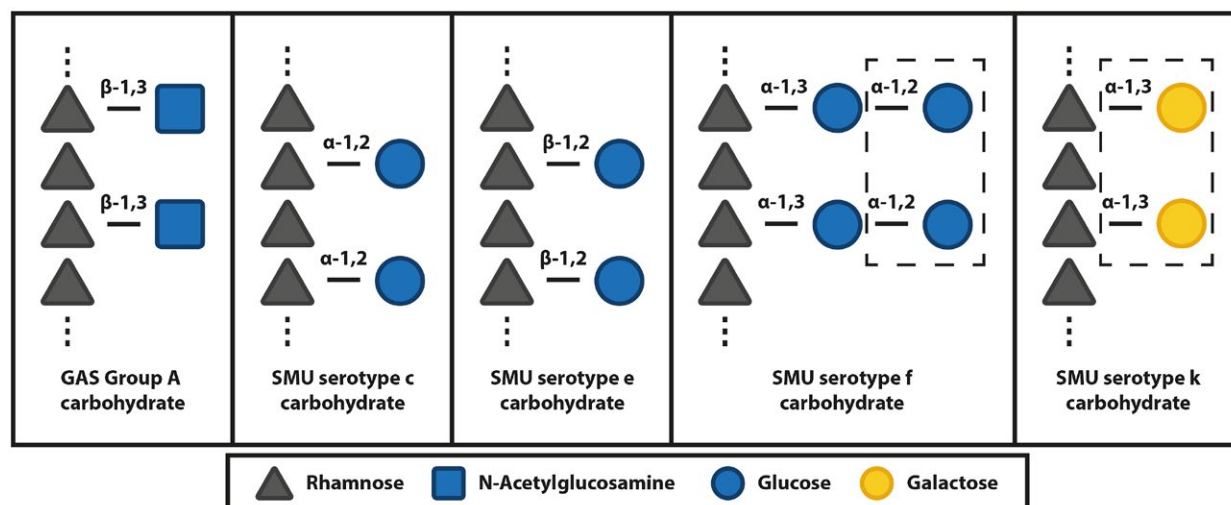 β-1,3
β-1,3
GAS Group A
carbohydrate
α-1,2
α-1,2
SMU serotype c
carbohydrate
β-1,2
β-1,2
SMU serotype e
carbohydrate
α-1,3 α-1,2
α-1,3 α-1,2
SMU serotype f
carbohydrate
α-1,3
α-1,3
SMU serotype k
carbohydrate
Rhamnose N-Acetylglucosamine Glucose Galactose